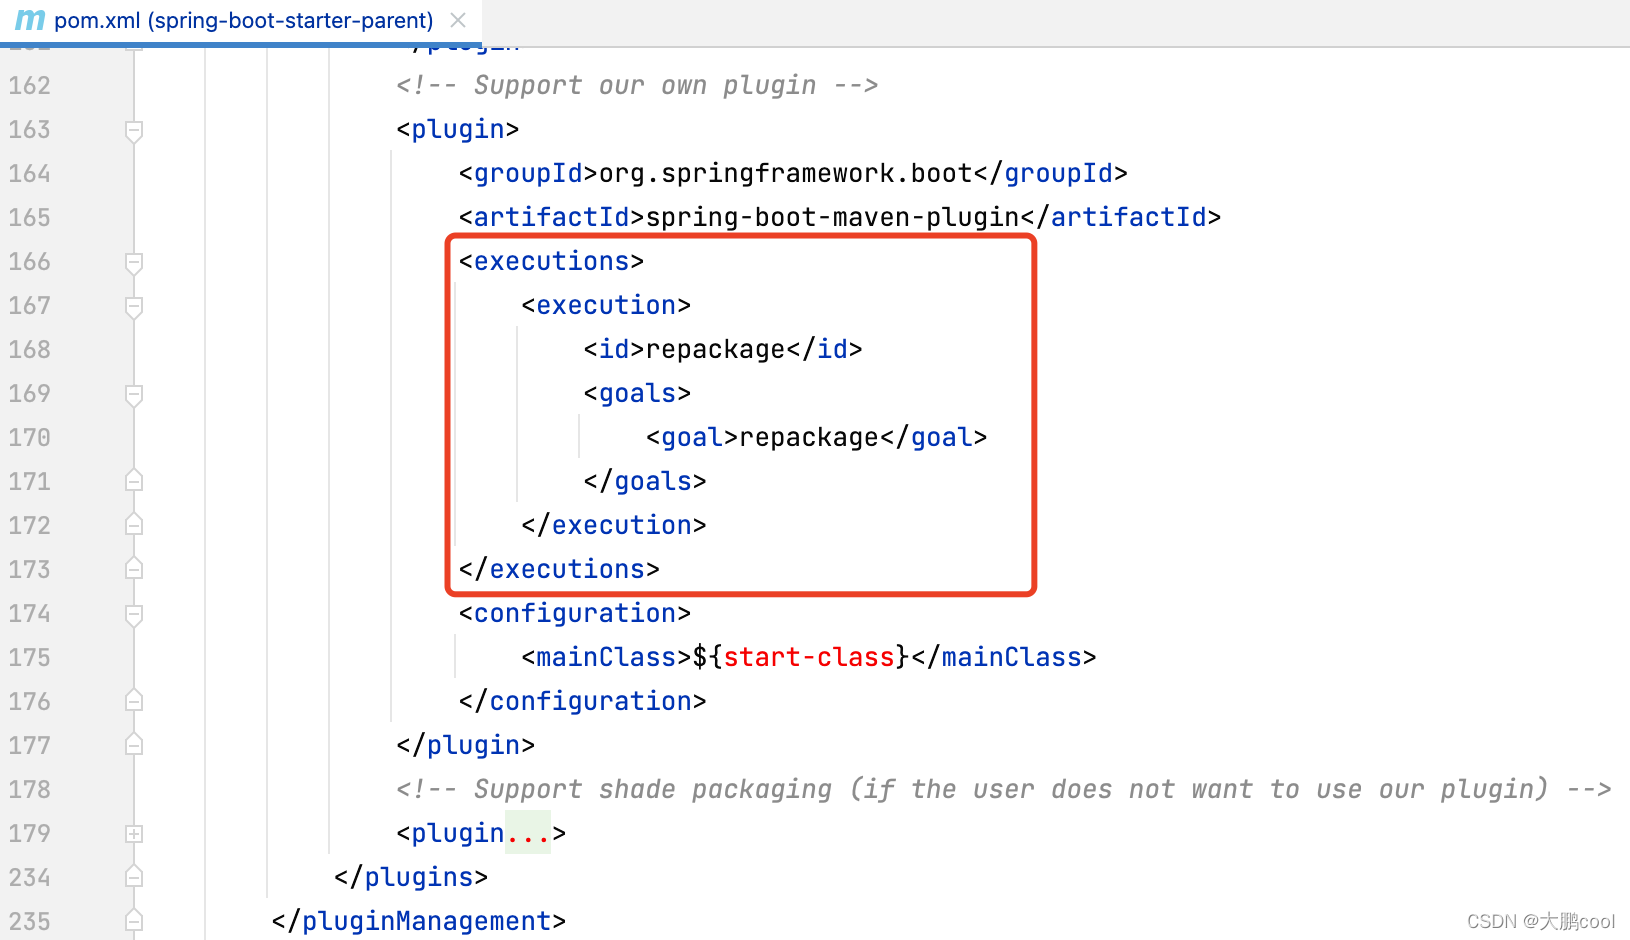 m pom.xml (spring-boot-starter-parent) ×
</plugin
162 <!-- Support our own plugin -->
163 <plugin>
164 <groupId>org.springframework.boot</groupId>
165 <artifactId>spring-boot-maven-plugin</artifactId>
166 <executions>
167 <execution>
168 <id>repackage</id>
169 <goals>
170 <goal>repackage</goal>
171 </goals>
172 </execution>
173 </executions>
174 <configuration>
175 <mainClass>${start-class}</mainClass>
176 </configuration>
177 </plugin>
178 <!-- Support shade packaging (if the user does not want to use our plugin) -->
179 <plugin...>
234 </plugins>
235 </pluginManagement>
CSDN @大鹏cool